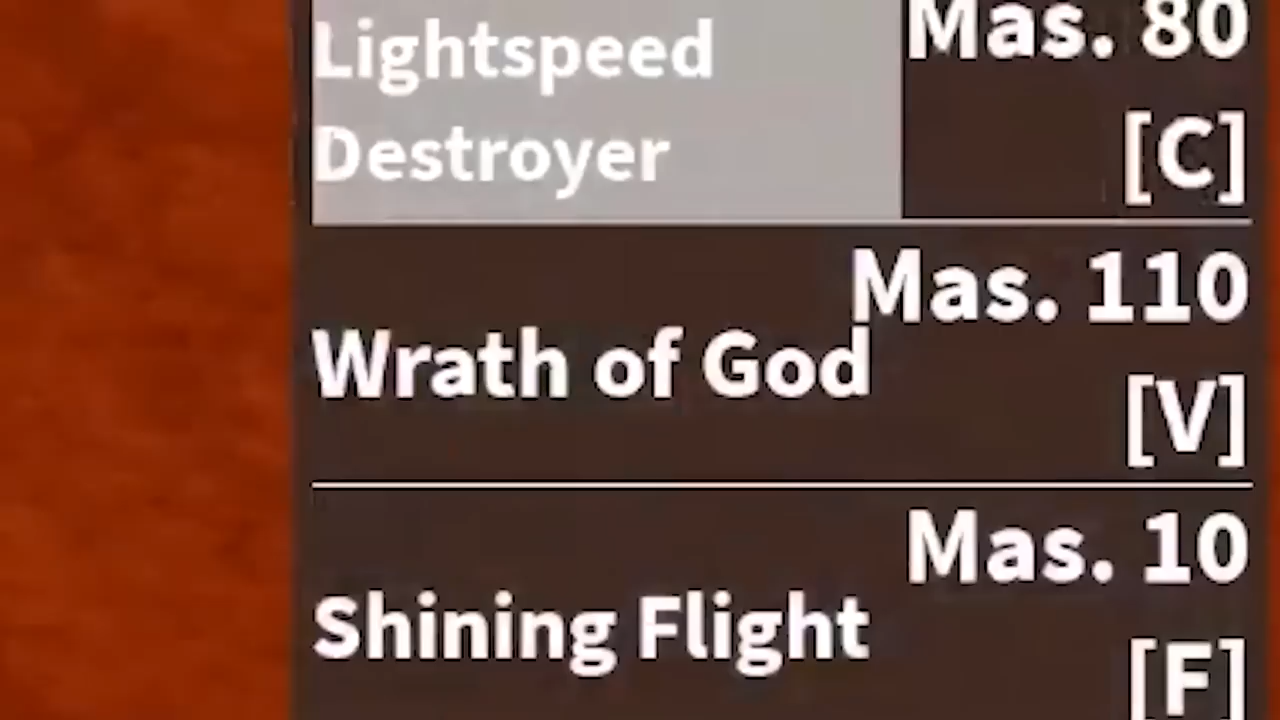 Mas. 80
Lightspeed
Destroyer
[C]
Mas. 110
Wrath of God
[V]
Mas. 10
Shining Flight
[F]